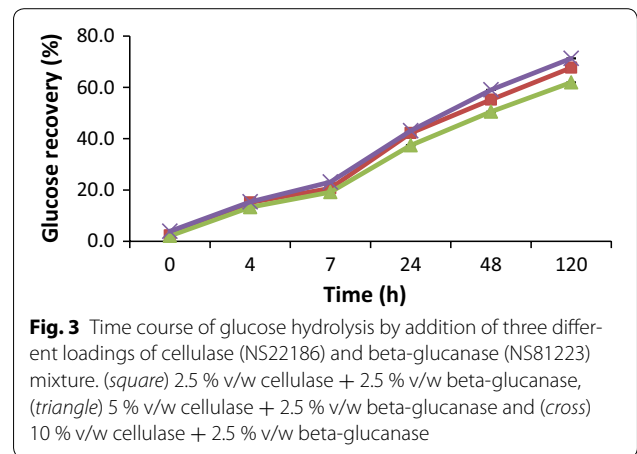 80.0
60.0
40.0
20.0
0.0
Glucose recovery (%)
0 4 7 24 48 120
Time (h)
Fig. 3 Time course of glucose hydrolysis by addition of three differ-
ent loadings of cellulase (NS22186) and beta-glucanase (NS81223)
mixture. (square) 2.5 % v/w cellulase + 2.5 % v/w beta-glucanase,
(triangle) 5 % v/w cellulase + 2.5 % v/w beta-glucanase and (cross)
10 % v/w cellulase + 2.5 % v/w beta-glucanase